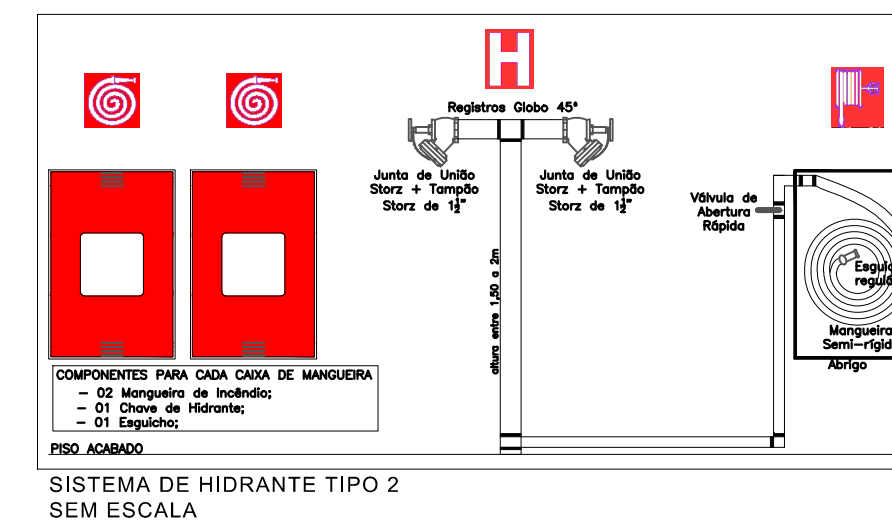 H
Registros Globo 45°
Junta de União
Storz + Tampão
Storz de 1½"
Junta de União
Storz + Tampão
Storz de 1½"
Válvula de
Abertura
Rápida
altura entre 1,50 a 2m
Esguic
regulá
Mangueira
Semi-rígid
Abrigo
COMPONENTES PARA CADA CAIXA DE MANGUEIRA
- 02 Mangueira de Incêndio;
- 01 Chave de Hidrante;
- 01 Esguicho;
PISO ACABADO
SISTEMA DE HIDRANTE TIPO 2
SEM ESCALA